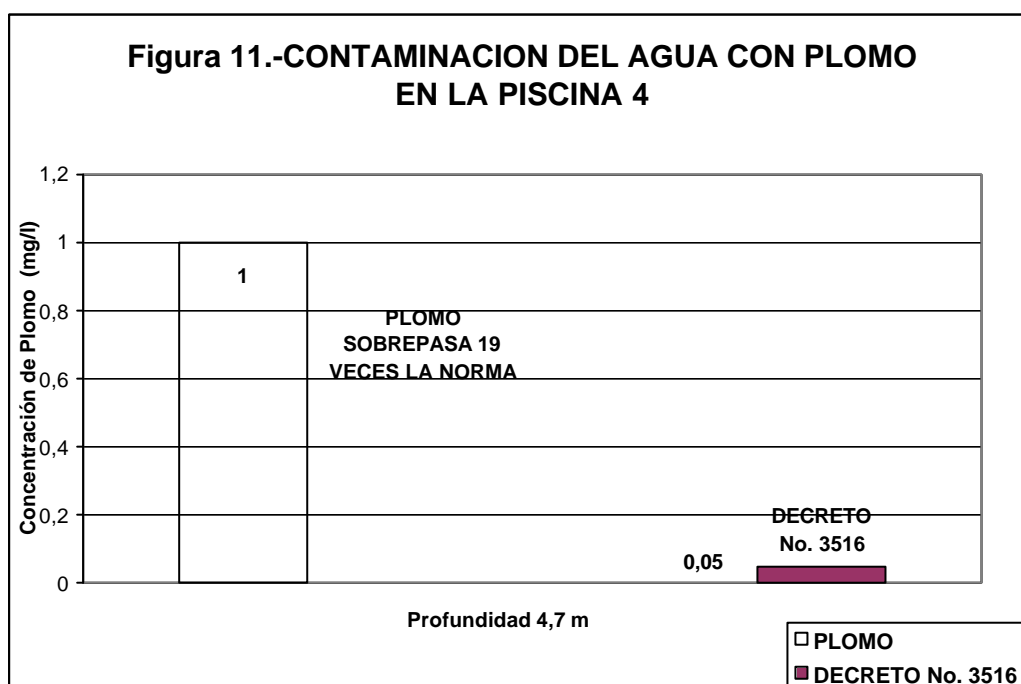 Figura 11.-CONTAMINACION DEL AGUA CON PLOMO
EN LA PISCINA 4
Concentración de Plomo (mg/l)
1,2
1
0,8
0,6
0,4
0,2
0
1
PLOMO
SOBREPASA 19
VECES LA NORMA
0,05
DECRETO
No. 3516
Profundidad 4,7 m
PLOMO
DECRETO No. 3516